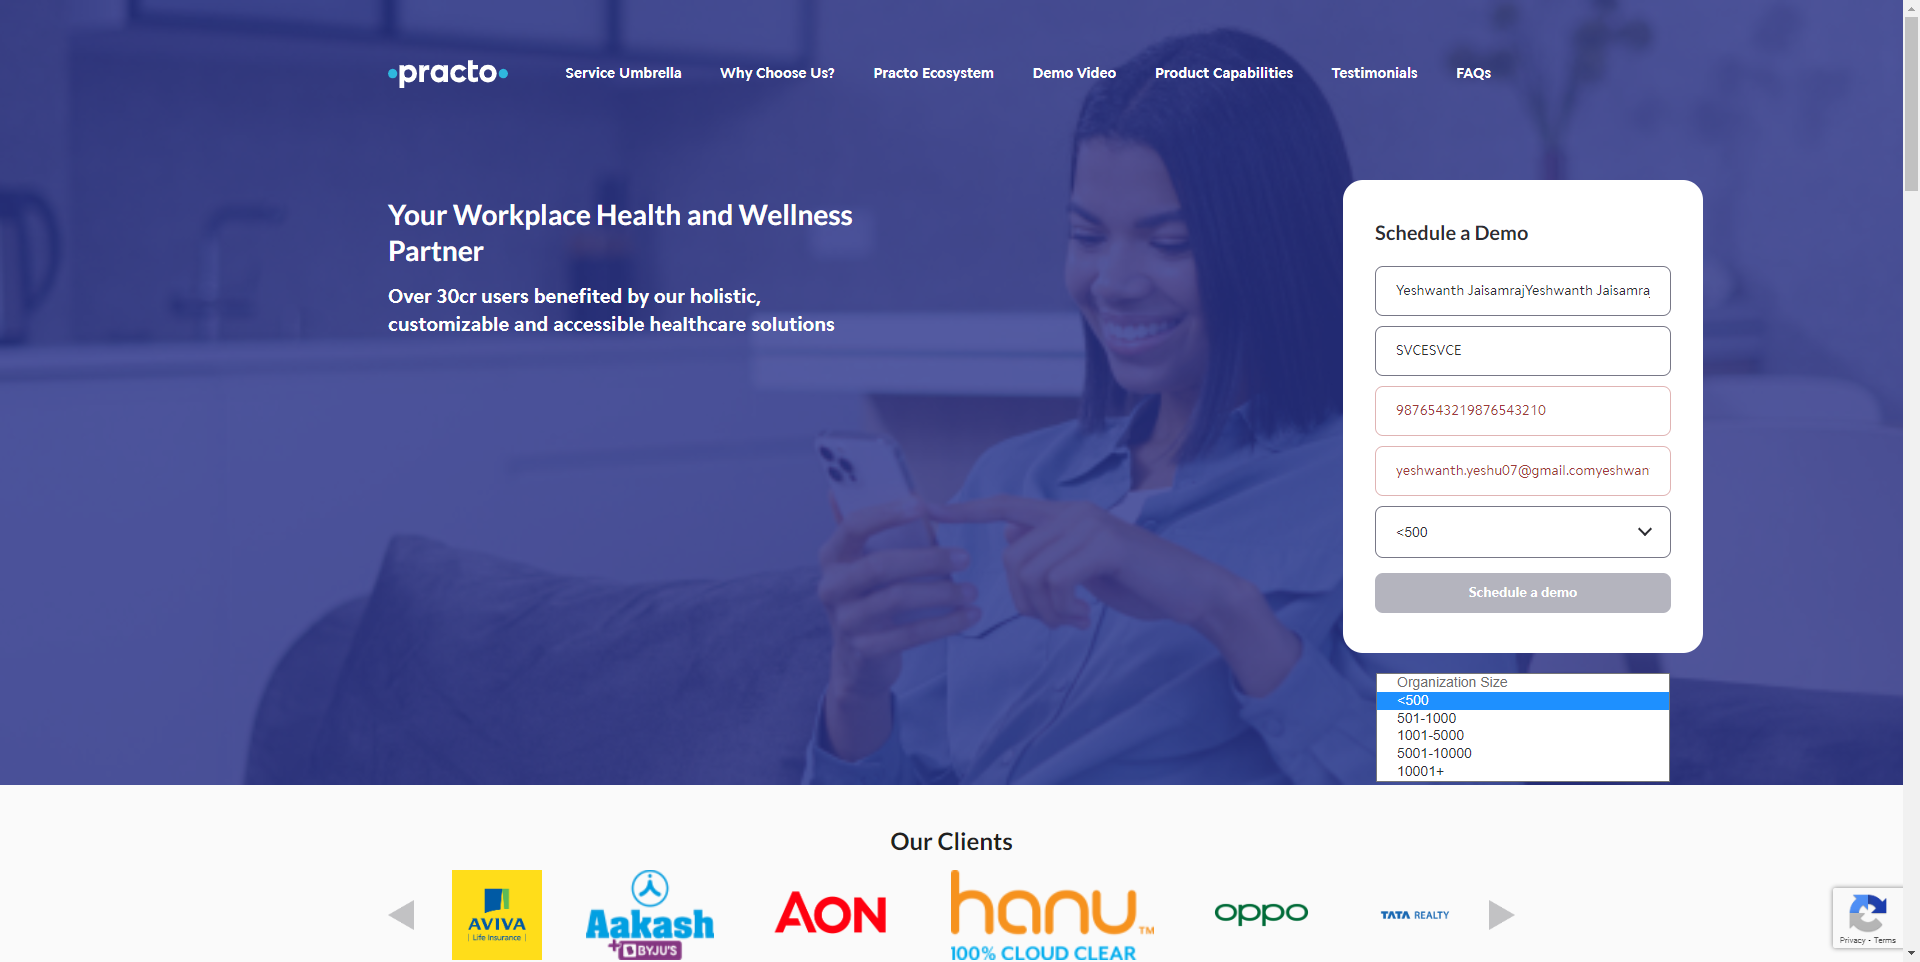 practo
Service Umbrella
Why Choose Us?
Practo Ecosystem
Demo Video
Product Capabilities
Testimonials
FAQs
Your Workplace Health and Wellness
Partner
Over 30cr users benefited by our holistic,
customizable and accessible healthcare solutions
Schedule a Demo
Yeshwanth JaisamrajYeshwanth Jaisamraj
SVCESVCE
9876543219876543210
yeshwanth.yeshu07@gmail.comyeshwan
<500
Schedule a demo
Organization Size
<500
501-1000
1001-5000
5001-10000
10001+
Our Clients
AVIVA
Life Insurance
Aakash
+ BYJU'S
AON
hanu TM
100% CLOUD CLEAR
oppo
TATA REALTY
Privacy - Terms